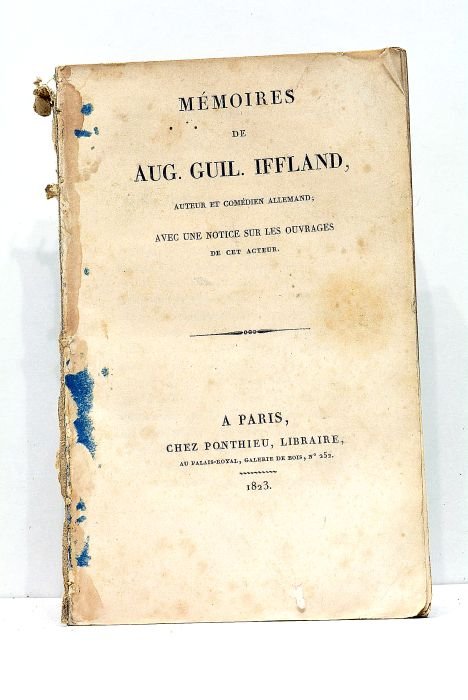 MÉMOIRES
DE
AUG. GUIL. IFFLAND,
AUTEUR ET COMÉDIEN ALLEMAND;
AVEC UNE NOTICE SUR LES OUVRAGES
DE CET ACTEUR.
A PARIS,
CHEZ PONTHIEU, LIBRAIRE,
AU PALAIS-ROYAL, GALERIE DE BOIS, N° 252.
1823.